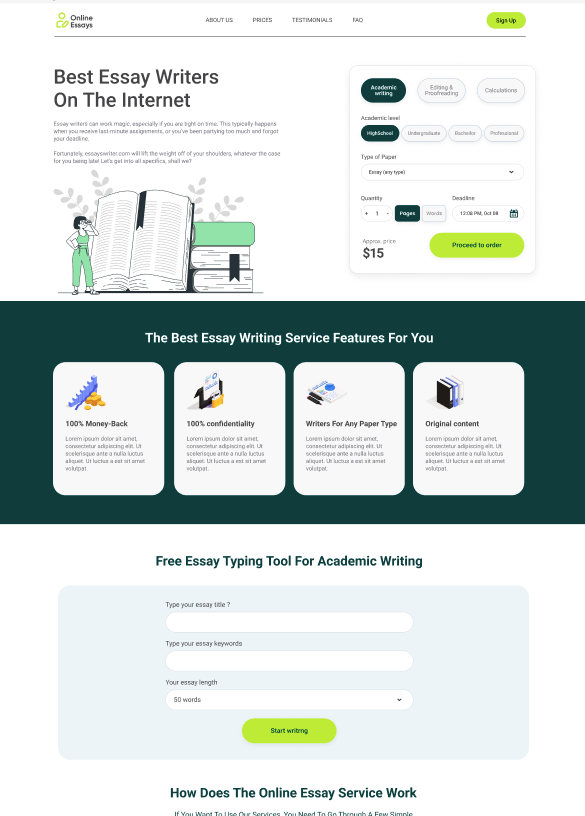 Online
Essays
ABOUT US
PRICES
TESTIMONIALS
FAQ
Sign Up
Best Essay Writers
On The Internet
Essay writers can work magic, especially if you are tight on time. This typically happens
when you receive last-minute assignments, or you've been partying too much and forgot
your deadline.
Fortunately, essayswriter.com will lift the weight off of your shoulders, whatever the case
for you being late! Let's get into all specifics, shall we?
Academic
writing
Editing &
Proofreading
Calculations
Academic level
HighSchool
Undergraduate
Bachelor
Professional
Type of Paper
Essay (any type)
Quantity
Deadline
+ 1 -
Pages
Words
12:08 PM, Oct 08
Approx. price
$15
Proceed to order
The Best Essay Writing Service Features For You
100% Money-Back
Lorem ipsum dolor sit amet,
consectetur adipiscing elit. Ut
scelerisque ante a nulla luctus
aliquet. Ut luctus a est sit amet
volutpat.
100% confidentiality
Lorem ipsum dolor sit amet,
consectetur adipiscing elit. Ut
scelerisque ante a nulla luctus
aliquet. Ut luctus a est sit amet
volutpat.
Writers For Any Paper Type
Lorem ipsum dolor sit amet,
consectetur adipiscing elit. Ut
scelerisque ante a nulla luctus
aliquet. Ut luctus a est sit amet
volutpat.
Original content
Lorem ipsum dolor sit amet,
consectetur adipiscing elit. Ut
scelerisque ante a nulla luctus
aliquet. Ut luctus a est sit amet
volutpat.
Free Essay Typing Tool For Academic Writing
Type your essay title ?
Type your essay keywords
Your essay length
50 words
Start writrng
How Does The Online Essay Service Work
If You Want To Use Our Services, You Need To Go Through A Few Simple